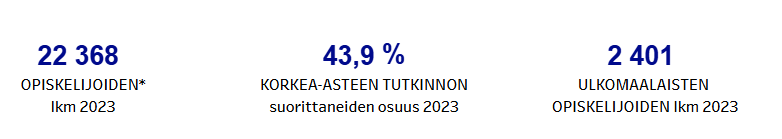 22 368
OPISKELIJOIDEN*
lkm 2023
43,9 %
KORKEA-ASTEEN TUTKINNON
suorittaneiden osuus 2023
2 401
ULKOMAALAISTEN
OPISKELIJOIDEN lkm 2023